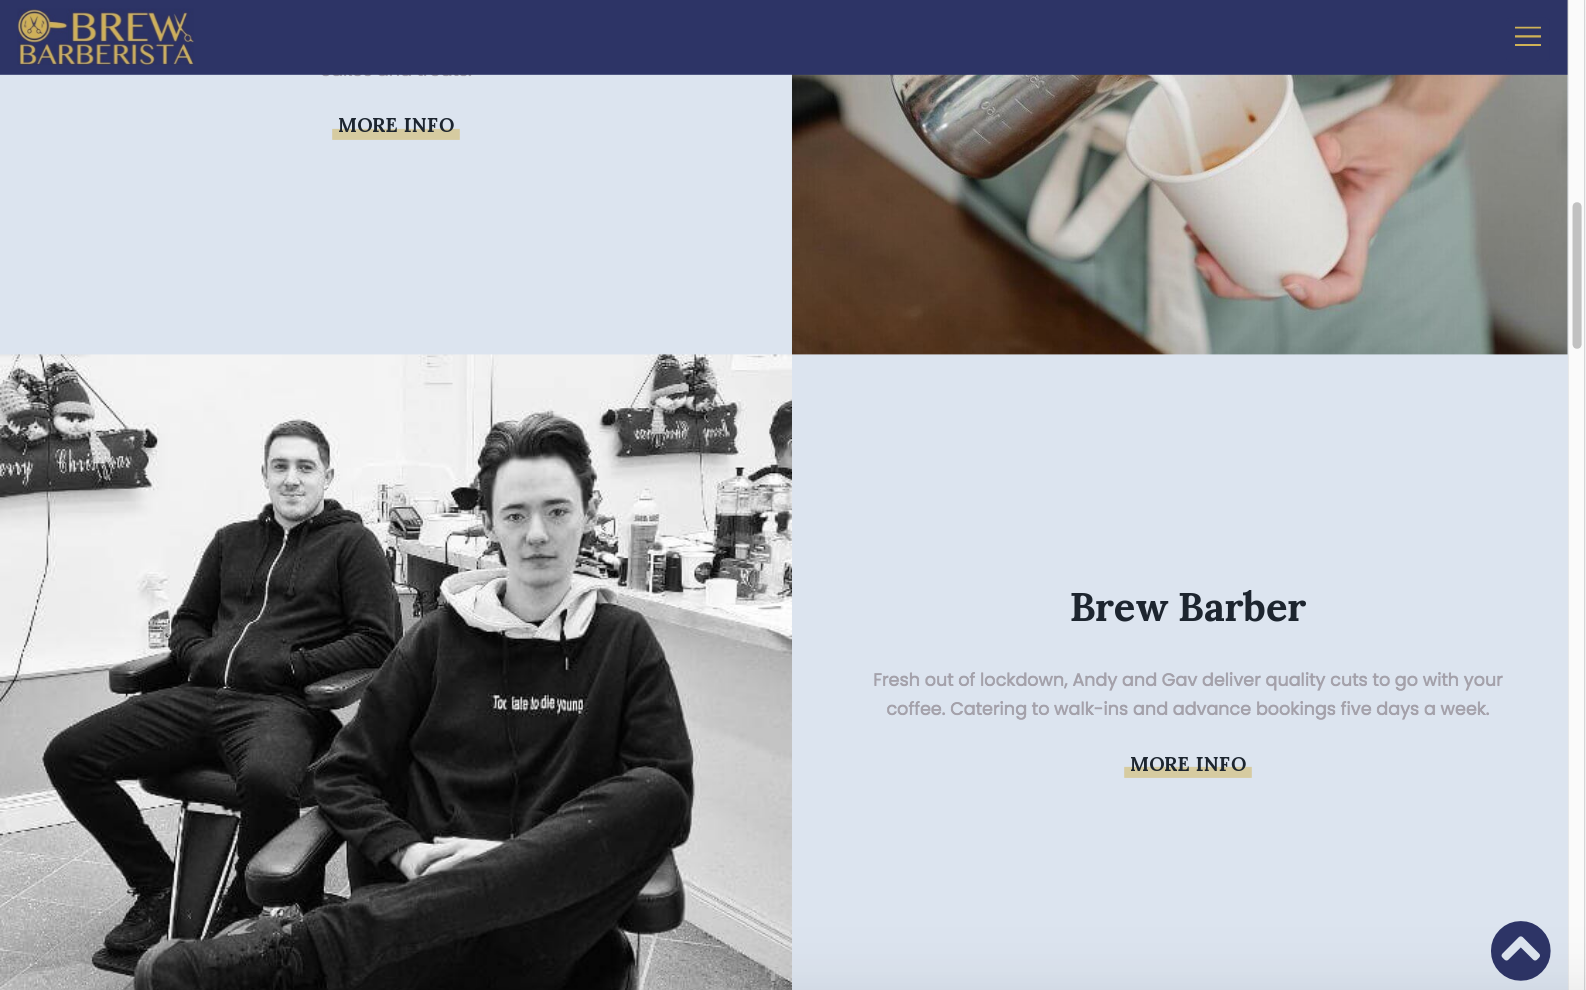 BREW
BARBERISTA
MORE INFO
erry Christmas
Too late to die young
Brew Barber
Fresh out of lockdown, Andy and Gav deliver quality cuts to go with your
coffee. Catering to walk-ins and advance bookings five days a week.
MORE INFO